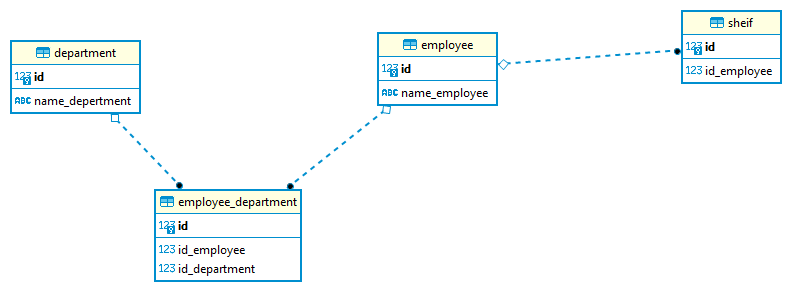 department
123 id
ABC name_depertment
employee
123 id
ABC name_employee
sheif
123 id
123 id_employee
employee_department
123 id
123 id_employee
123 id_department